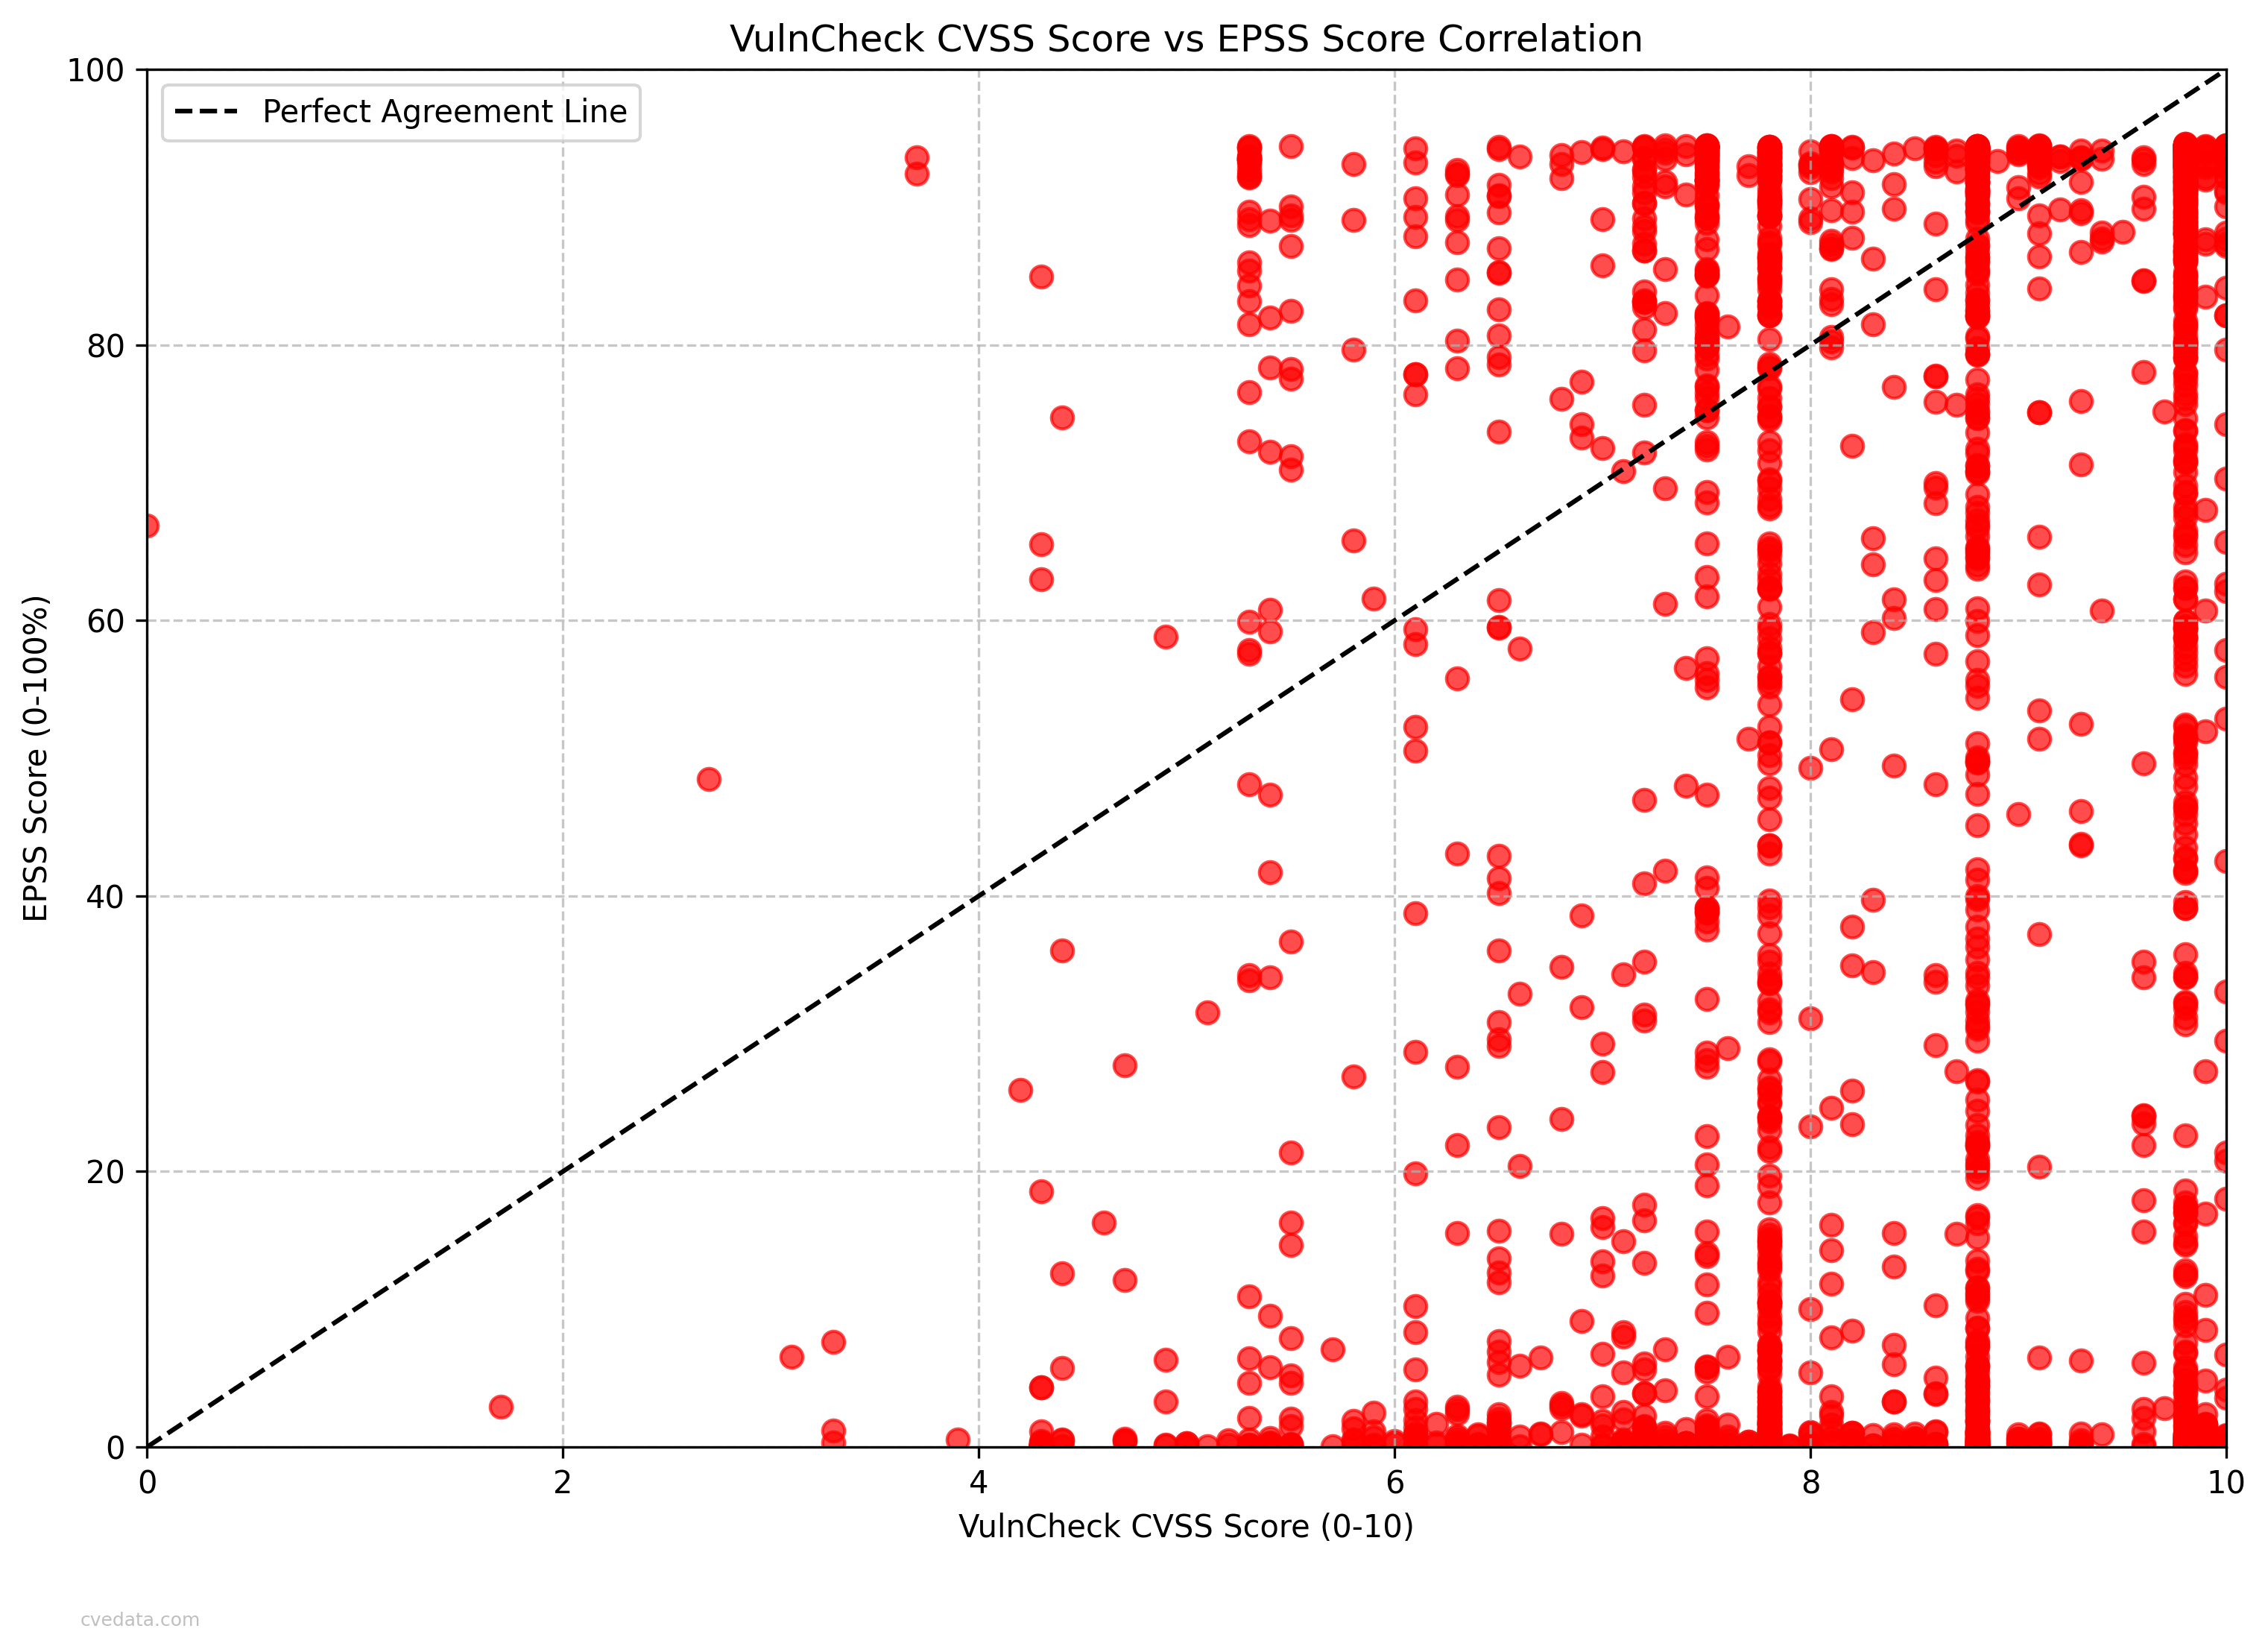 VulnCheck CVSS Score vs EPSS Score Correlation
Perfect Agreement Line
EPSS Score (0-100%)
100
80
60
40
20
0
0 2 4 6 8 10
VulnCheck CVSS Score (0-10)
cvedata.com